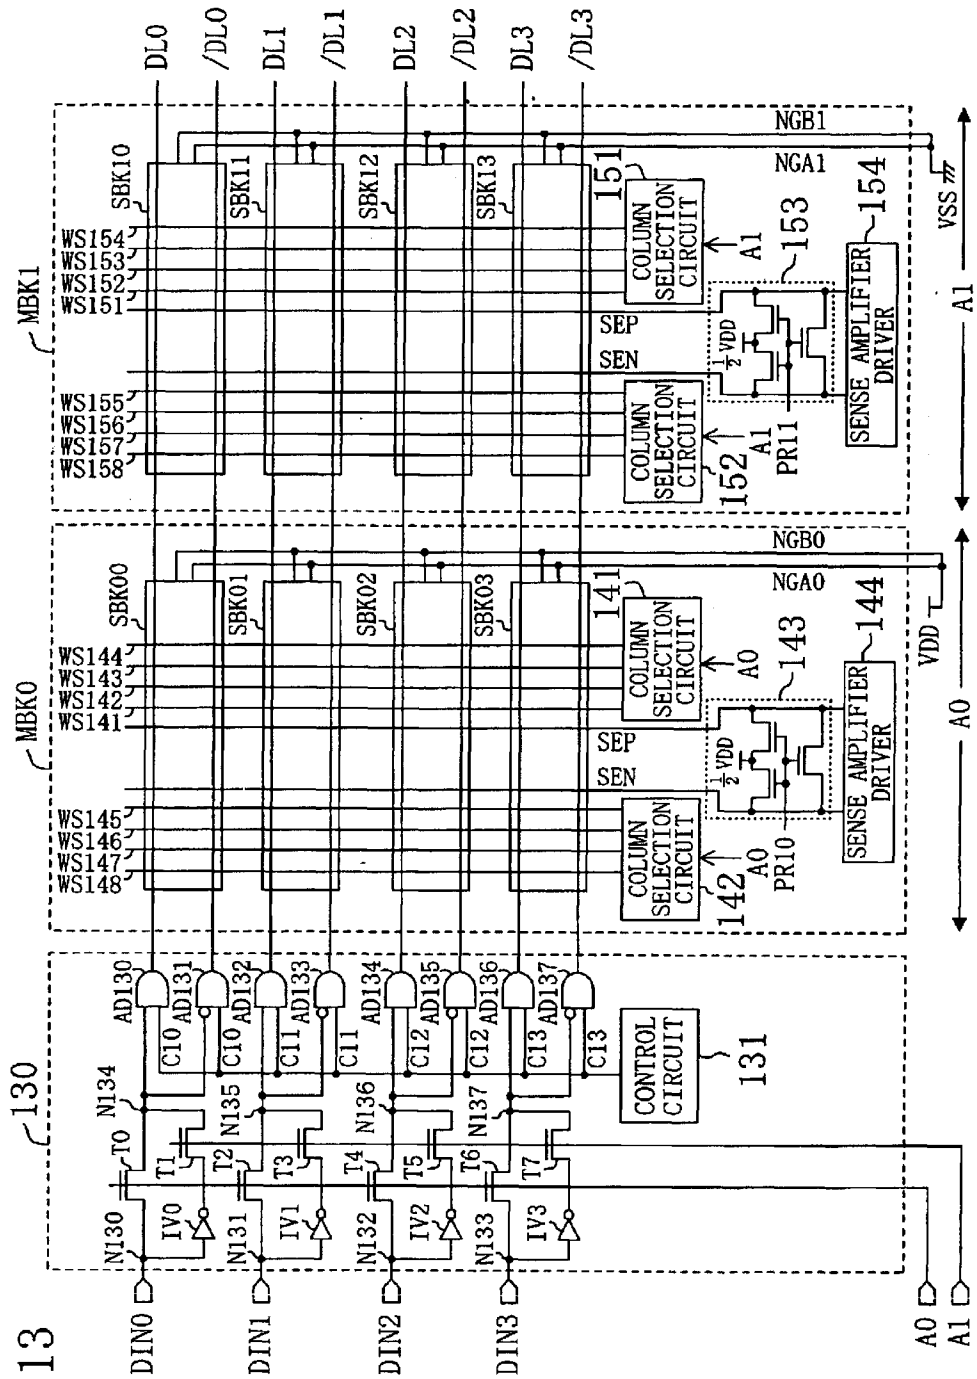 13
130
MBK0
MBK1
DIN0
DIN1
DIN2
DIN3
A0
A1
N130
N131
N132
N133
T0
T1
T2
T3
T4
T5
T6
T7
IV0
IV1
IV2
IV3
N134
N135
N136
N137
AD130
AD131
AD132
AD133
AD134
AD135
AD136
AD137
C10
C10
C11
C11
C12
C12
C13
C13
CONTROL
CIRCUIT
131
WS148
WS147
WS146
WS145
WS141
WS142
WS143
WS144
SBK00
SBK01
SBK02
SBK03
SEN
SEP
COLUMN
SELECTION
CIRCUIT
142
A0
COLUMN
SELECTION
CIRCUIT
141
A0
PR10
1/2 VDD
143
SENSE AMPLIFIER
DRIVER
144
NGB0
NGA0
VDD
A0
WS158
WS157
WS156
WS155
WS151
WS152
WS153
WS154
SBK10
SBK11
SBK12
SBK13
SEN
SEP
COLUMN
SELECTION
CIRCUIT
152
A1
COLUMN
SELECTION
CIRCUIT
151
A1
PR11
1/2 VDD
153
SENSE AMPLIFIER
DRIVER
154
NGB1
NGA1
VSS
A1
DL0
/DL0
DL1
/DL1
DL2
/DL2
DL3
/DL3